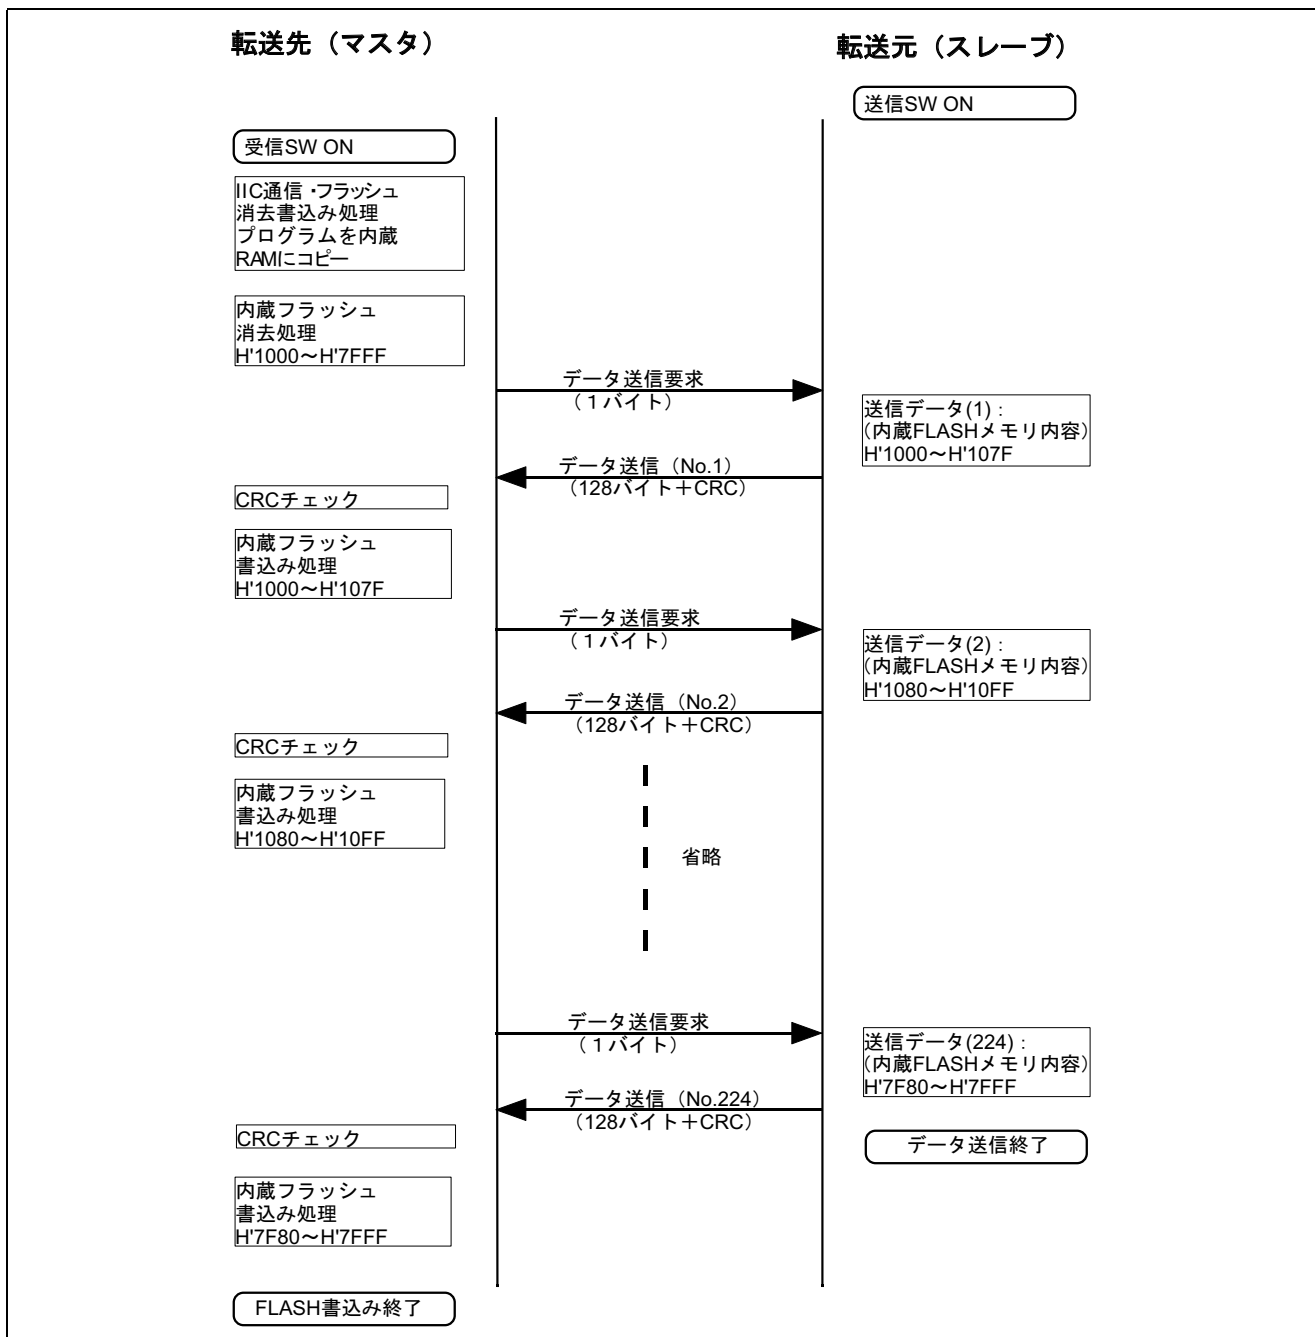 転送先（マスタ）
転送元（スレーブ）
送信SW ON
受信SW ON
IIC通信・フラッシュ
消去書込み処理
プログラムを内蔵
RAMにコピー
内蔵フラッシュ
消去処理
H'1000～H'7FFF
データ送信要求
（１バイト）
送信データ(1)：
(内蔵FLASHメモリ内容)
H'1000～H'107F
データ送信（No.1）
（128バイト＋CRC）
CRCチェック
内蔵フラッシュ
書込み処理
H'1000～H'107F
データ送信要求
（１バイト）
送信データ(2)：
(内蔵FLASHメモリ内容)
H'1080～H'10FF
データ送信（No.2）
（128バイト＋CRC）
CRCチェック
内蔵フラッシュ
書込み処理
H'1080～H'10FF
省略
データ送信要求
（１バイト）
送信データ(224)：
(内蔵FLASHメモリ内容)
H'7F80～H'7FFF
データ送信（No.224）
（128バイト＋CRC）
CRCチェック
データ送信終了
内蔵フラッシュ
書込み処理
H'7F80～H'7FFF
FLASH書込み終了